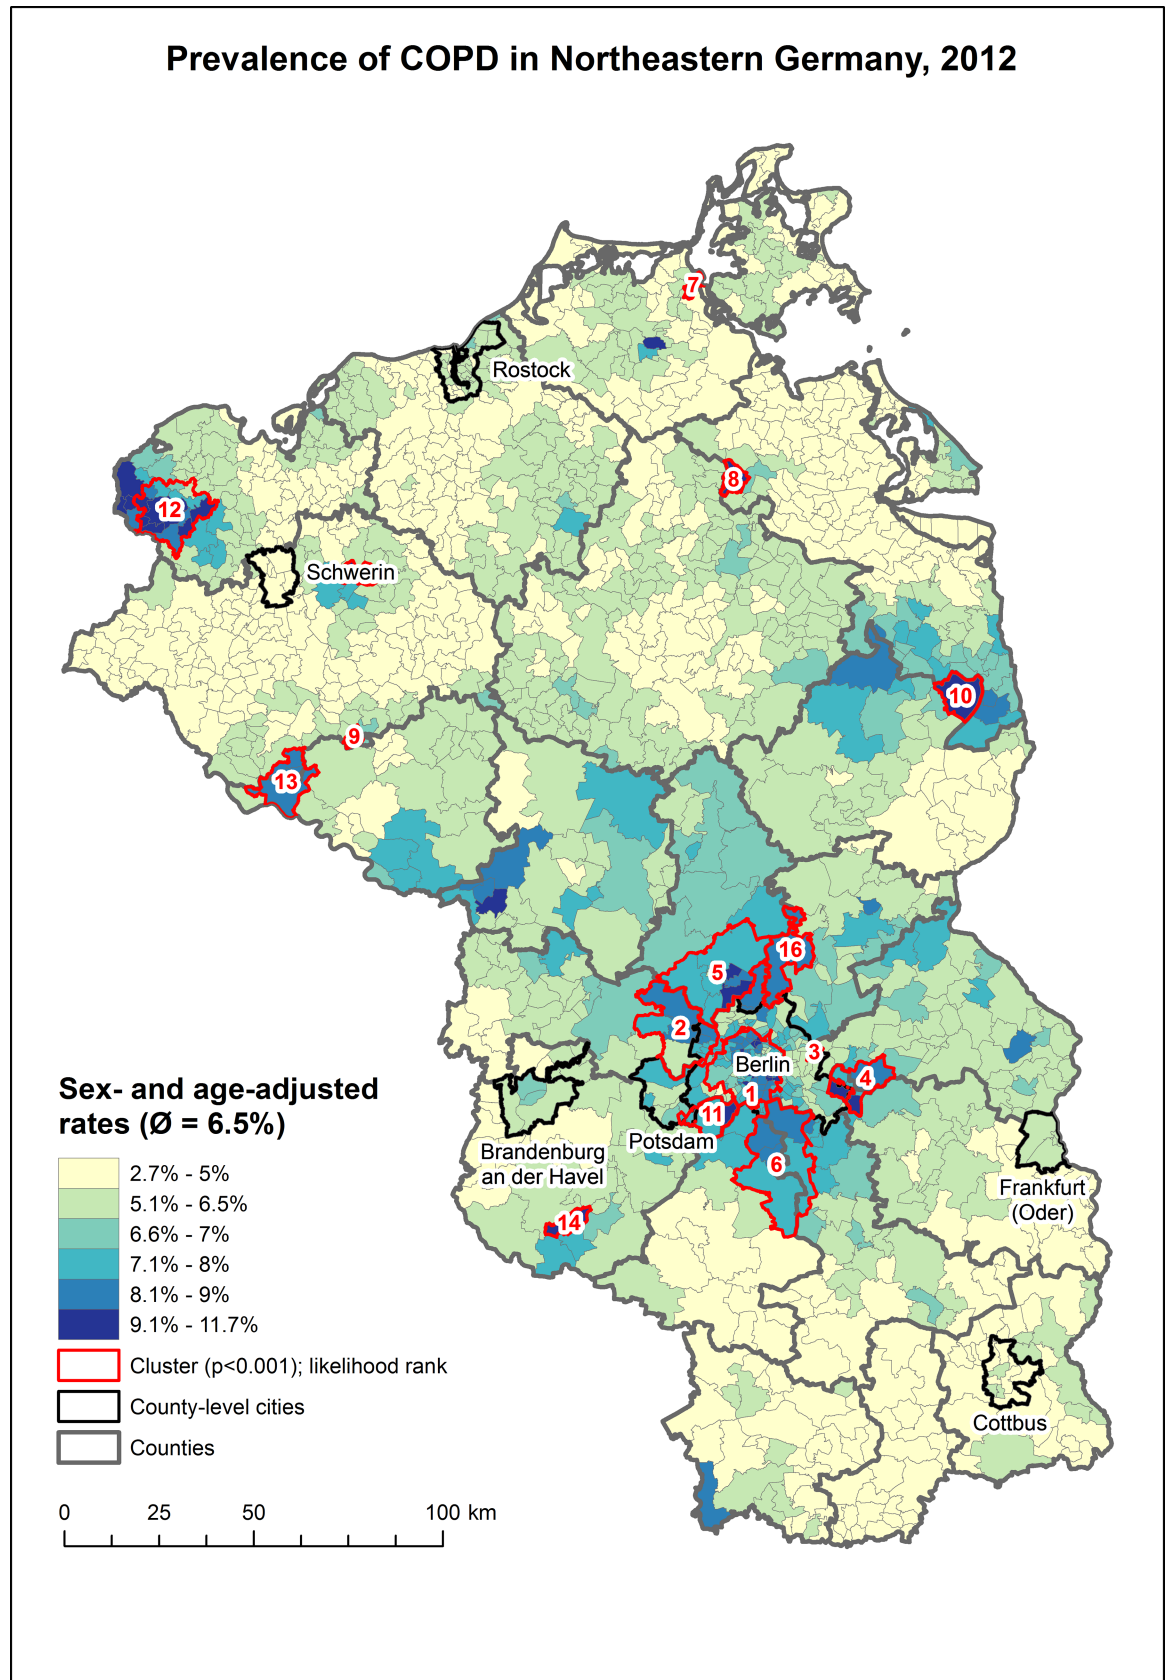 Prevalence of COPD in Northeastern Germany, 2012
7
Rostock
8
12
Schwerin
10
9
13
16
5
2
3
Berlin
4
1
11
Potsdam
Brandenburg
an der Havel
6
Frankfurt
(Oder)
14
Cottbus
Sex- and age-adjusted
rates (Ø = 6.5%)
2.7% - 5%
5.1% - 6.5%
6.6% - 7%
7.1% - 8%
8.1% - 9%
9.1% - 11.7%
Cluster (p<0.001); likelihood rank
County-level cities
Counties
0 25 50 100 km